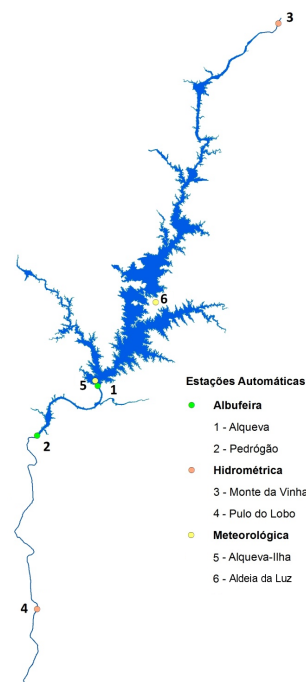 3
6
5
1
2
4
Estações Automáticas
Albufeira
1 - Alqueva
2 - Pedrógão
Hidrométrica
3 - Monte da Vinha
4 - Pulo do Lobo
Meteorológica
5 - Alqueva-Ilha
6 - Aldeia da Luz